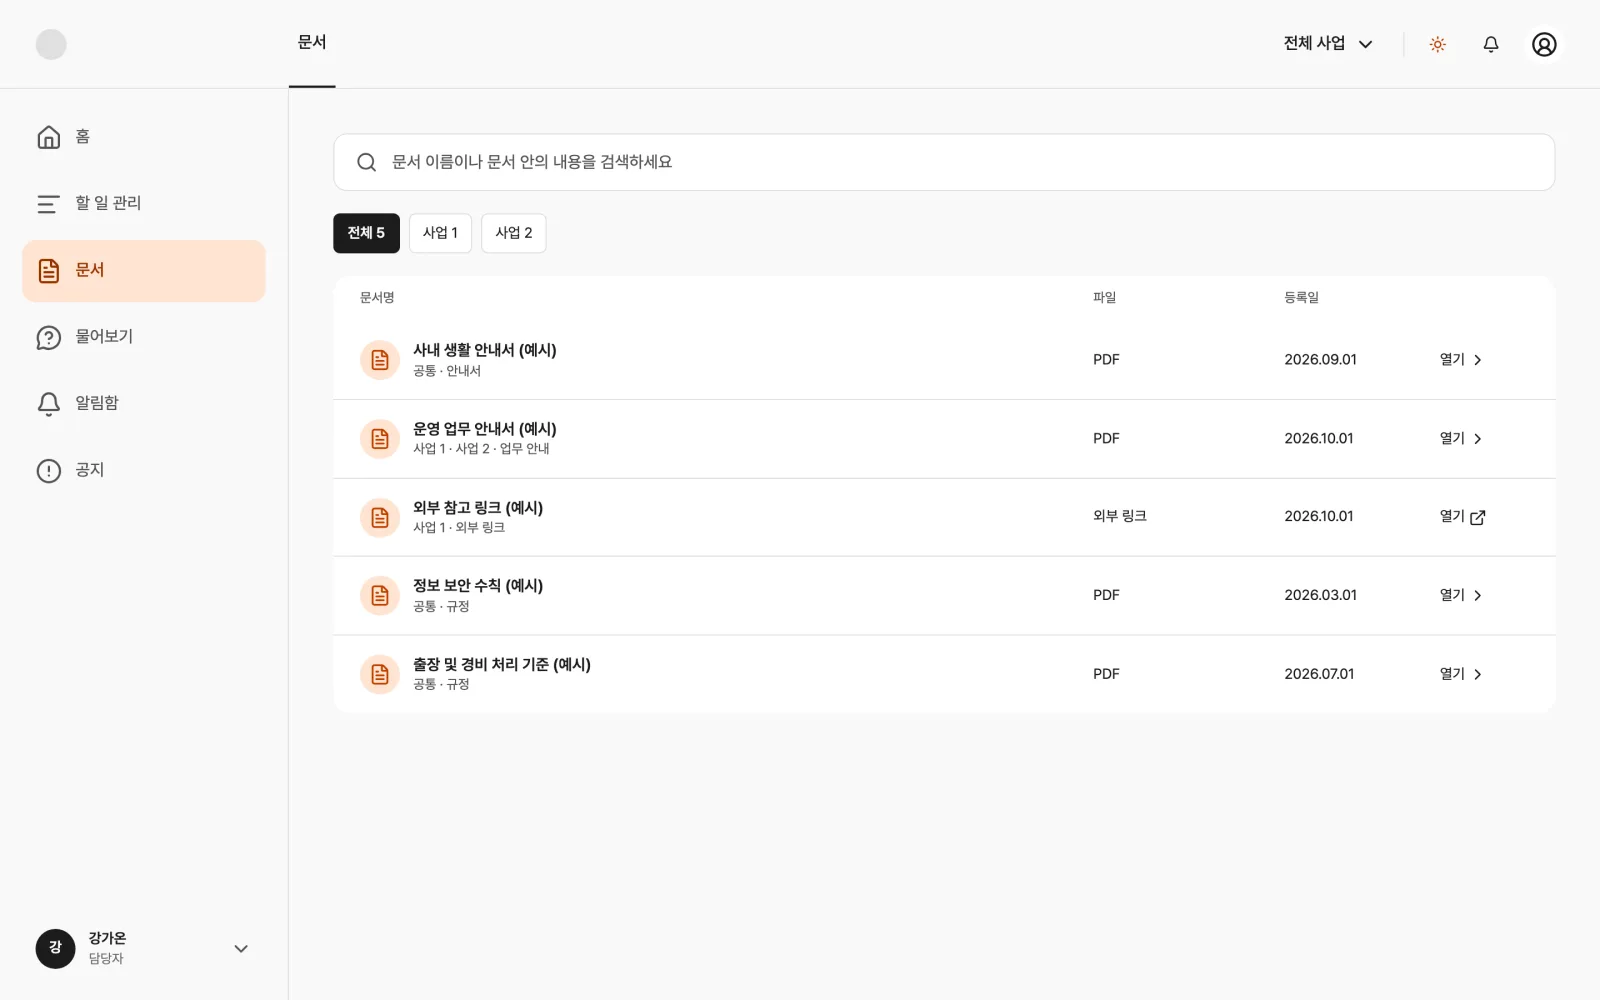 문서
전체 사업
홈
할 일 관리
문서
물어보기
알림함
공지
문서 이름이나 문서 안의 내용을 검색하세요
전체 5
사업 1
사업 2
문서명 파일 등록일
사내 생활 안내서 (예시)
공통 · 안내서
PDF 2026.09.01 열기
운영 업무 안내서 (예시)
사업 1 · 사업 2 · 업무 안내
PDF 2026.10.01 열기
외부 참고 링크 (예시)
사업 1 · 외부 링크
외부 링크 2026.10.01 열기
정보 보안 수칙 (예시)
공통 · 규정
PDF 2026.03.01 열기
출장 및 경비 처리 기준 (예시)
공통 · 규정
PDF 2026.07.01 열기
강
강가온
담당자